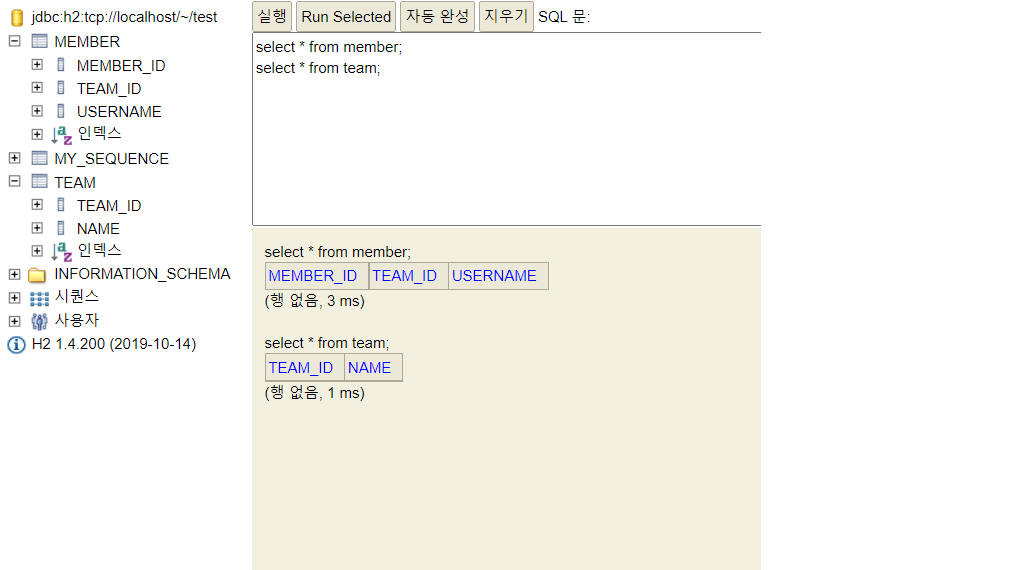 jdbc:h2:tcp://localhost/~/test
MEMBER
MEMBER_ID
TEAM_ID
USERNAME
인덱스
MY_SEQUENCE
TEAM
TEAM_ID
NAME
인덱스
INFORMATION_SCHEMA
시퀀스
사용자
H2 1.4.200 (2019-10-14)
실행 Run Selected 자동 완성 지우기 SQL 문:
select * from member;
select * from team;
select * from member;
MEMBER_ID TEAM_ID USERNAME
(행 없음, 3 ms)
select * from team;
TEAM_ID NAME
(행 없음, 1 ms)